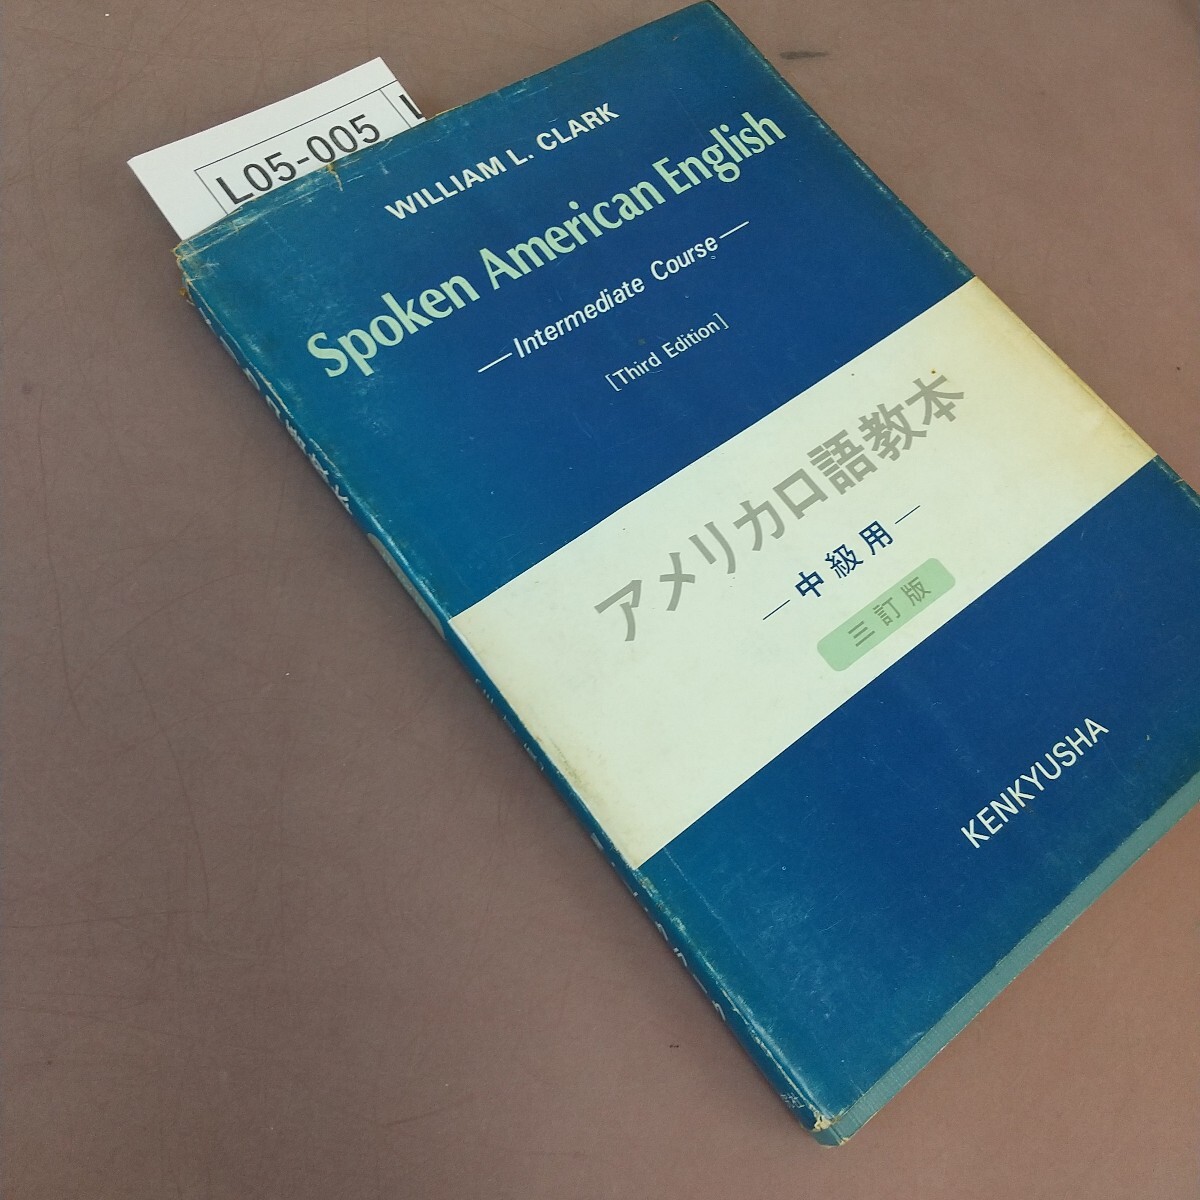 L05-005
WILLIAM L. CLARK
Spoken American English
—Intermediate Course—
[Third Edition]
アメリカ口語教本
—中級用—
三訂版
KENKYUSHA